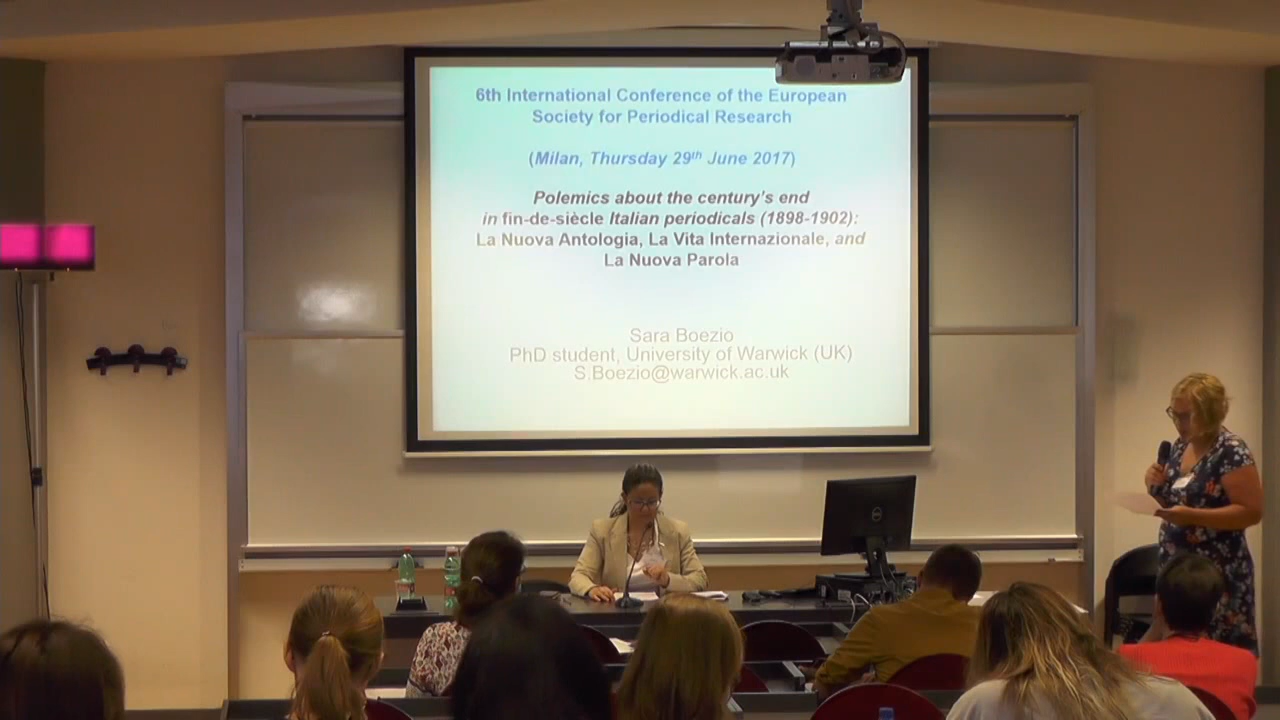 6th International Conference of the European
Society for Periodical Research
(Milan, Thursday 29th June 2017)
Polemics about the century's end
in fin-de-siècle Italian periodicals (1898-1902):
La Nuova Antologia, La Vita Internazionale, and
La Nuova Parola
Sara Boezio
PhD student, University of Warwick (UK)
S.Boezio@warwick.ac.uk
DELL